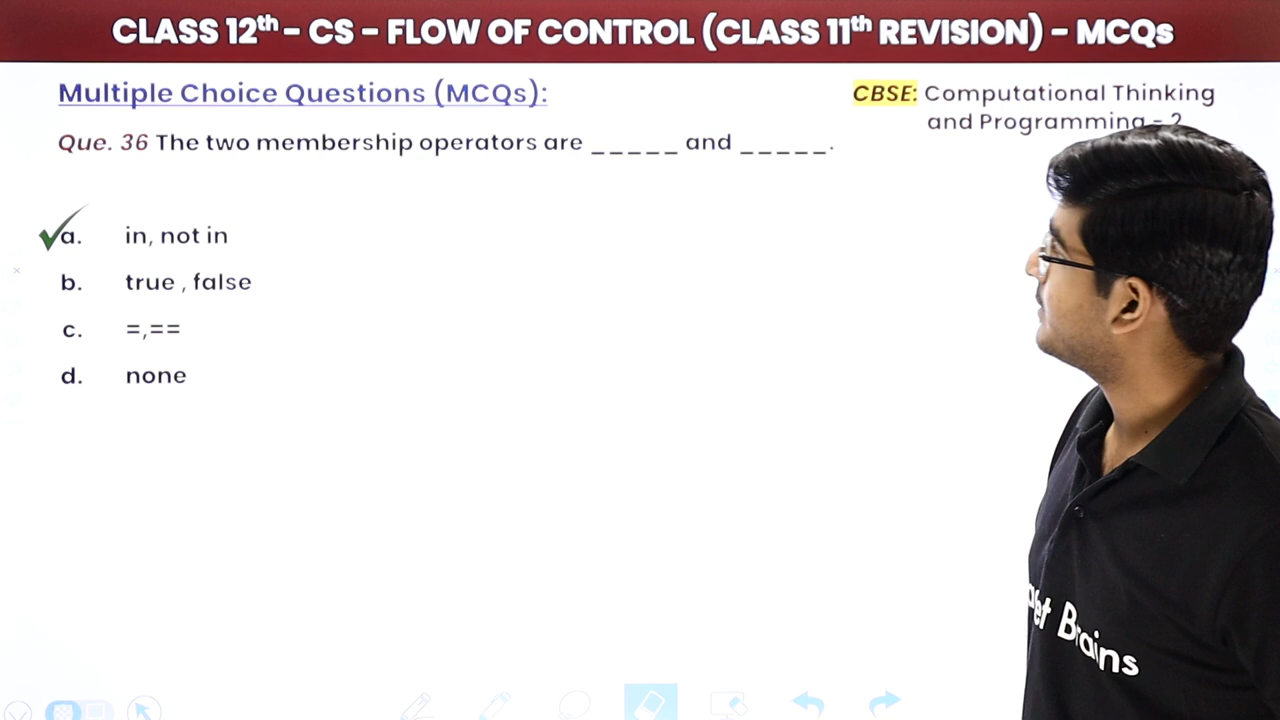 CLASS 12th - CS - FLOW OF CONTROL (CLASS 11th REVISION) - MCQs
Multiple Choice Questions (MCQs):
CBSE: Computational Thinking
and Programming - 2
Que. 36 The two membership operators are _____ and _____.
a. in, not in
b. true , false
c. =,==
d. none
Brains